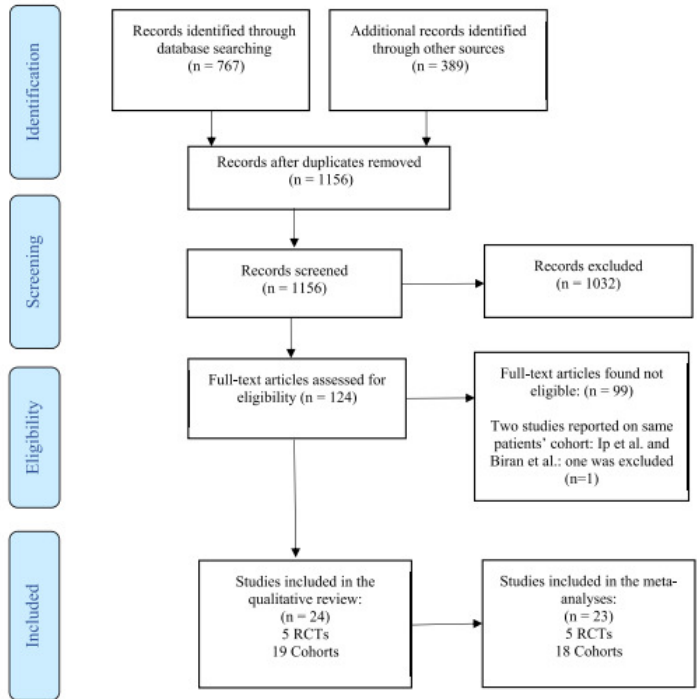 Identification
Records identified through
database searching
(n = 767)
Additional records identified
through other sources
(n = 389)
Records after duplicates removed
(n = 1156)
Screening
Records screened
(n = 1156)
Records excluded
(n = 1032)
Eligibility
Full-text articles assessed for
eligibility (n = 124)
Full-text articles found not
eligible: (n = 99)
Two studies reported on same
patients' cohort: Ip et al. and
Biran et al.: one was excluded
(n=1)
Included
Studies included in the
qualitative review:
(n = 24)
5 RCTs
19 Cohorts
Studies included in the meta-
analyses:
(n = 23)
5 RCTs
18 Cohorts